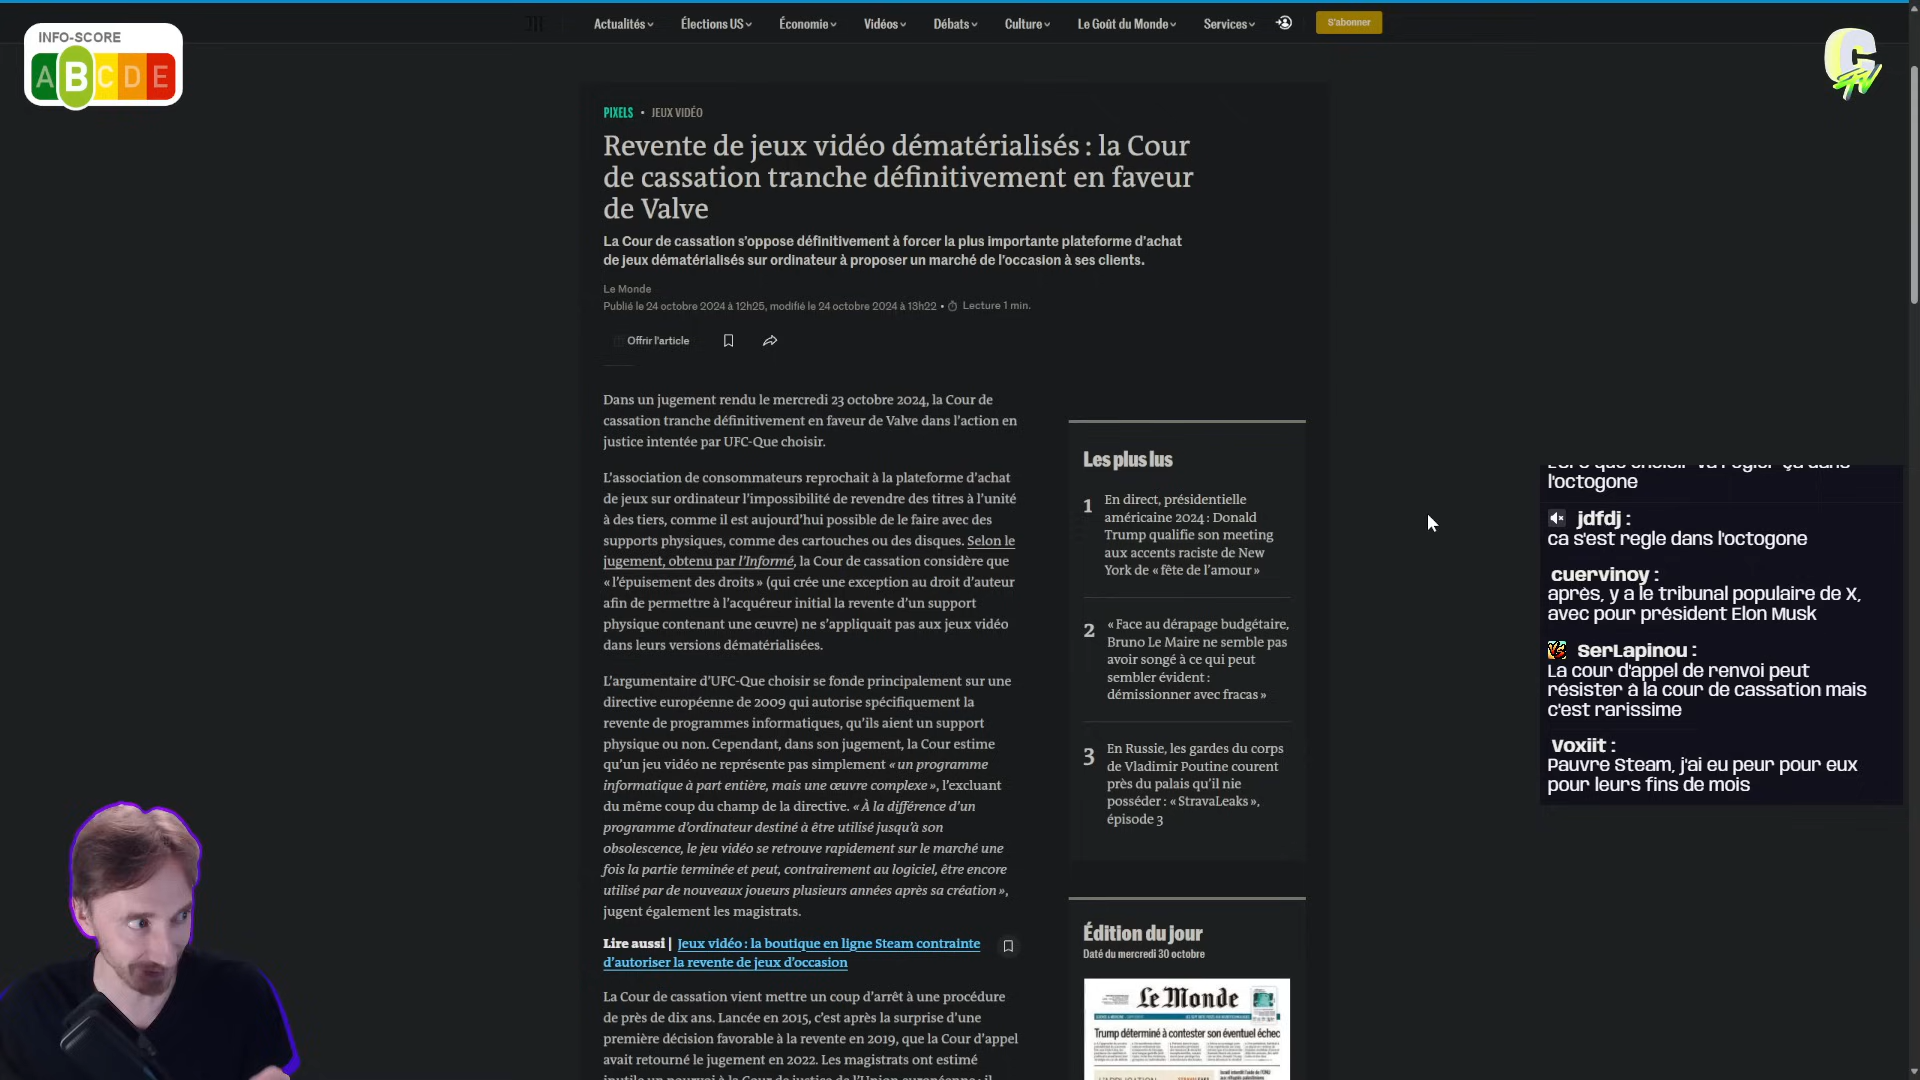 INFO-SCORE
A B C D E
Actualités
Élections US
Économie
Vidéos
Débats
Culture
Le Goût du Monde
Services
S'abonner
C TV
PIXELS • JEUX VIDÉO
Revente de jeux vidéo dématérialisés : la Cour
de cassation tranche définitivement en faveur
de Valve
La Cour de cassation s'oppose définitivement à forcer la plus importante plateforme d'achat
de jeux dématérialisés sur ordinateur à proposer un marché de l'occasion à ses clients.
Le Monde
Publié le 24 octobre 2024 à 12h25, modifié le 24 octobre 2024 à 13h22 • Lecture 1 min.
Offrir l'article
Dans un jugement rendu le mercredi 23 octobre 2024, la Cour de
cassation tranche définitivement en faveur de Valve dans l'action en
justice intentée par UFC-Que choisir.
L'association de consommateurs reprochait à la plateforme d'achat
de jeux sur ordinateur l'impossibilité de revendre des titres à l'unité
à des tiers, comme il est aujourd'hui possible de le faire avec des
supports physiques, comme des cartouches ou des disques. Selon le
jugement, obtenu par l'Informé, la Cour de cassation considère que
« l'épuisement des droits » (qui crée une exception au droit d'auteur
afin de permettre à l'acquéreur initial la revente d'un support
physique contenant une œuvre) ne s'appliquait pas aux jeux vidéo
dans leurs versions dématérialisées.
L'argumentaire d'UFC-Que choisir se fonde principalement sur une
directive européenne de 2009 qui autorise spécifiquement la
revente de programmes informatiques, qu'ils aient un support
physique ou non. Cependant, dans son jugement, la Cour estime
qu'un jeu vidéo ne représente pas simplement « un programme
informatique à part entière, mais une œuvre complexe », l'excluant
du même coup du champ de la directive. « À la différence d'un
programme d'ordinateur destiné à être utilisé jusqu'à son
obsolescence, le jeu vidéo se retrouve rapidement sur le marché une
fois la partie terminée et peut, contrairement au logiciel, être encore
utilisé par de nouveaux joueurs plusieurs années après sa création »,
jugent également les magistrats.
Lire aussi | Jeux vidéo : la boutique en ligne Steam contrainte
d'autoriser la revente de jeux d'occasion
La Cour de cassation vient mettre un coup d'arrêt à une procédure
de près de dix ans. Lancée en 2015, c'est après la surprise d'une
première décision favorable à la revente en 2019, que la Cour d'appel
avait retourné le jugement en 2022. Les magistrats ont estimé
inutile un pourvoi à la Cour de justice de l'Union européenne : il
Les plus lus
1 En direct, présidentielle
américaine 2024 : Donald
Trump qualifie son meeting
aux accents raciste de New
York de « fête de l'amour »
2 « Face au dérapage budgétaire,
Bruno Le Maire ne semble pas
avoir songé à ce qui peut
sembler évident :
démissionner avec fracas »
3 En Russie, les gardes du corps
de Vladimir Poutine courent
près du palais qu'il nie
posséder : « StravaLeaks »,
épisode 3
Édition du jour
Daté du mercredi 30 octobre
Le Monde
Trump déterminé à contester son éventuel échec
que choisir va régler ça dans
l'octogone
jdfdj :
ca s'est regle dans l'octogone
cuervinoy :
après, y a le tribunal populaire de X,
avec pour président Elon Musk
SerLapinou :
La cour d'appel de renvoi peut
résister à la cour de cassation mais
c'est rarissime
Voxiit :
Pauvre Steam, j'ai eu peur pour eux
pour leurs fins de mois